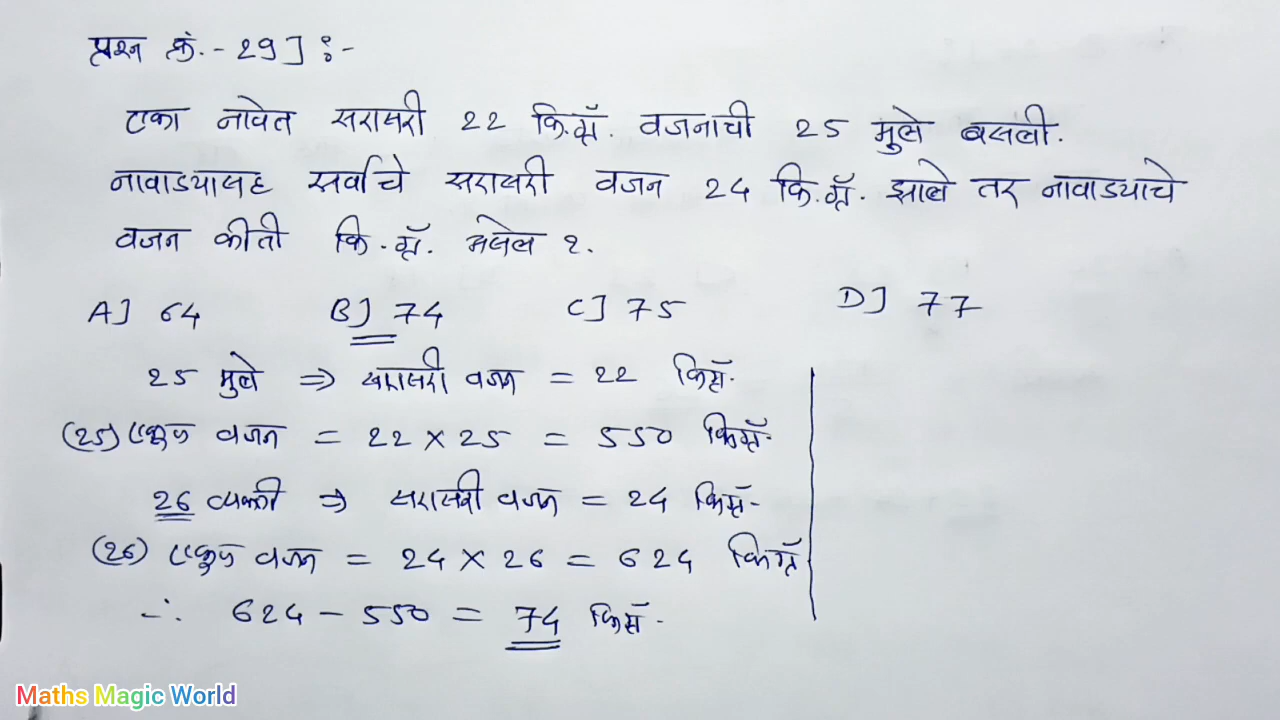 प्रश्न क्रं. - 29] :-
एका नावेत सरासरी 22 कि.ग्रॅ. वजनाची 25 मुले बसली.
नावाड्यासह सर्वांचे सरासरी वजन 24 कि.ग्रॅ. झाले तर नावाड्याचे
वजन कीती कि.ग्रॅ. असेल ?.
A] 64 B] 74 C] 75 D] 77
25 मुले ⇒ सरासरी वजन = 22 किग्रॅ.
(25) एकूण वजन = 22 × 25 = 550 किग्रॅ.
26 व्यक्ती ⇒ सरासरी वजन = 24 किग्रॅ.
(26) एकूण वजन = 24 × 26 = 624 किग्रॅ
∴ 624 - 550 = 74 किग्रॅ.
Maths Magic World